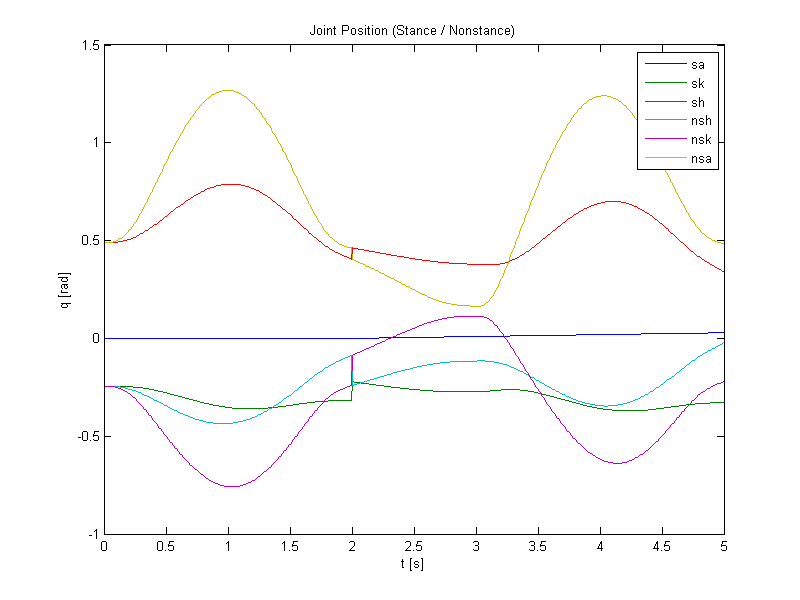 Joint Position (Stance / Nonstance)
1.5
1
0.5
0
-0.5
-1
q [rad]
sa
sk
sh
nsh
nsk
nsa
0 0.5 1 1.5 2 2.5 3 3.5 4 4.5 5
t [s]